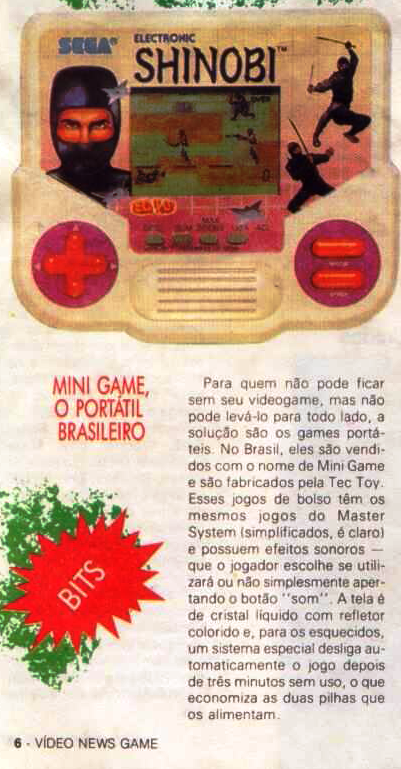 SEGA®
ELECTRONIC
SHINOBI™
OVER
0
SOM
MINI GAME,
O PORTÁTIL
BRASILEIRO
BITS
Para quem não pode ficar
sem seu videogame, mas não
pode levá-lo para todo lado, a
solução são os games portá-
teis. No Brasil, eles são vendi-
dos com o nome de Mini Game
e são fabricados pela Tec Toy.
Esses jogos de bolso têm os
mesmos jogos do Master
System (simplificados, é claro)
e possuem efeitos sonoros —
que o jogador escolhe se utili-
zará ou não simplesmente aper-
tando o botão "som". A tela é
de cristal líquido com refletor
colorido e, para os esquecidos,
um sistema especial desliga au-
tomaticamente o jogo depois
de três minutos sem uso, o que
economiza as duas pilhas que
os alimentam.
6 - VÍDEO NEWS GAME